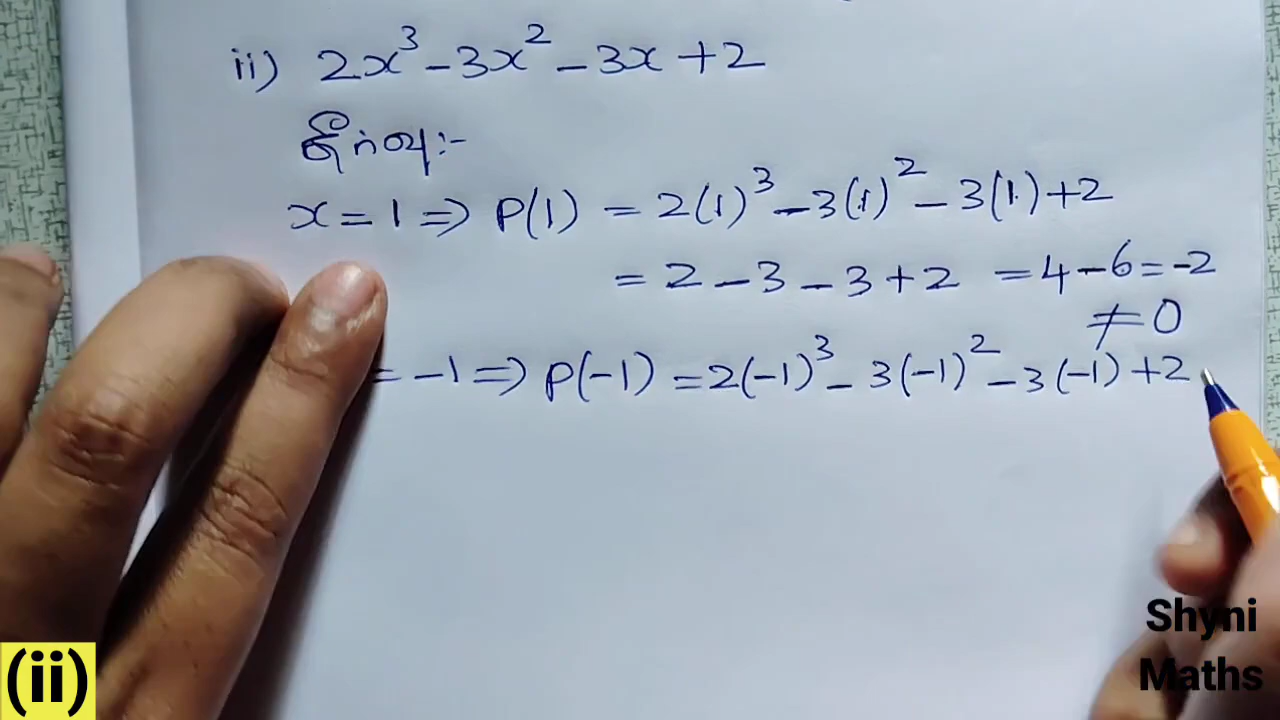 ii) 2x³ - 3x² - 3x + 2
தீர்வு:-
x = 1 ⇒ P(1) = 2(1)³ - 3(1)² - 3(1) + 2
= 2 - 3 - 3 + 2 = 4 - 6 = -2
≠ 0
= -1 ⇒ P(-1) = 2(-1)³ - 3(-1)² - 3(-1) + 2
Shyni
Maths
(ii)